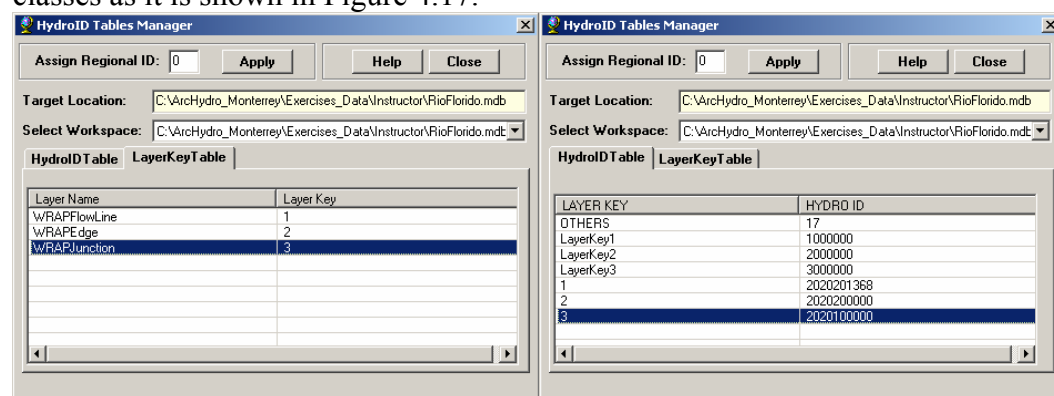 classes as it is shown in Figure 4.17.
HydroID Tables Manager
Assign Regional ID: 0 Apply Help Close
Target Location: C:\ArcHydro_Monterrey\Exercises_Data\Instructor\RioFlorido.mdb
Select Workspace: C:\ArcHydro_Monterrey\Exercises_Data\Instructor\RioFlorido.mdb
HydroIDTable LayerKeyTable
Layer Name Layer Key
WRAPFlowLine 1
WRAPEdge 2
WRAPJunction 3
HydroID Tables Manager
Assign Regional ID: 0 Apply Help Close
Target Location: C:\ArcHydro_Monterrey\Exercises_Data\Instructor\RioFlorido.mdb
Select Workspace: C:\ArcHydro_Monterrey\Exercises_Data\Instructor\RioFlorido.mdb
HydroIDTable LayerKeyTable
LAYER KEY HYDRO ID
OTHERS 17
LayerKey1 1000000
LayerKey2 2000000
LayerKey3 3000000
1 2020201368
2 2020200000
3 2020100000